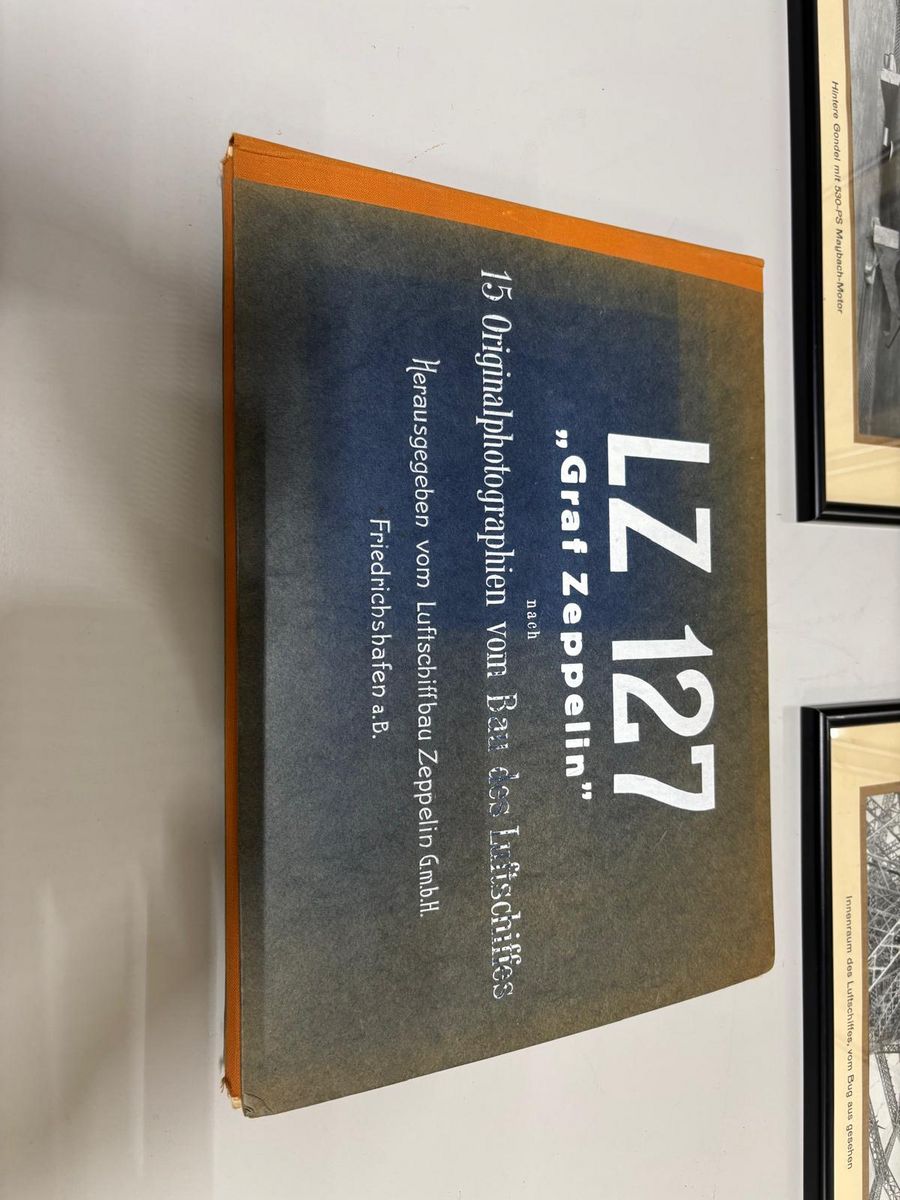 LZ 127
„Graf Zeppelin”
nach
15 Originalphotographien vom Bau des Luftschiffes
Herausgegeben vom Luftschiffbau Zeppelin G.m.b.H.
Friedrichshafen a.B.
Hintere Gondel mit 530-PS Maybach-Motor
Innenraum des Luftschiffes, vom Bug aus gesehen